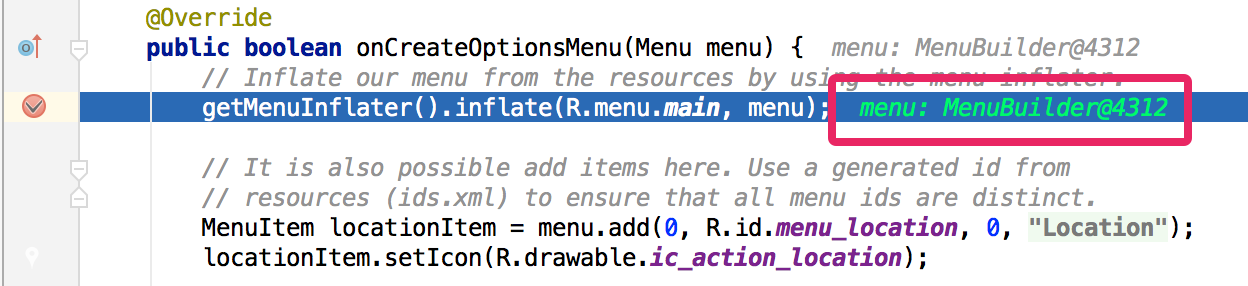 @Override
public boolean onCreateOptionsMenu(Menu menu) {  menu: MenuBuilder@4312
// Inflate our menu from the resources by using the menu inflater.
getMenuInflater().inflate(R.menu.main, menu);  menu: MenuBuilder@4312
// It is also possible add items here. Use a generated id from
// resources (ids.xml) to ensure that all menu ids are distinct.
MenuItem locationItem = menu.add(0, R.id.menu_location, 0, "Location");
locationItem.setIcon(R.drawable.ic_action_location);